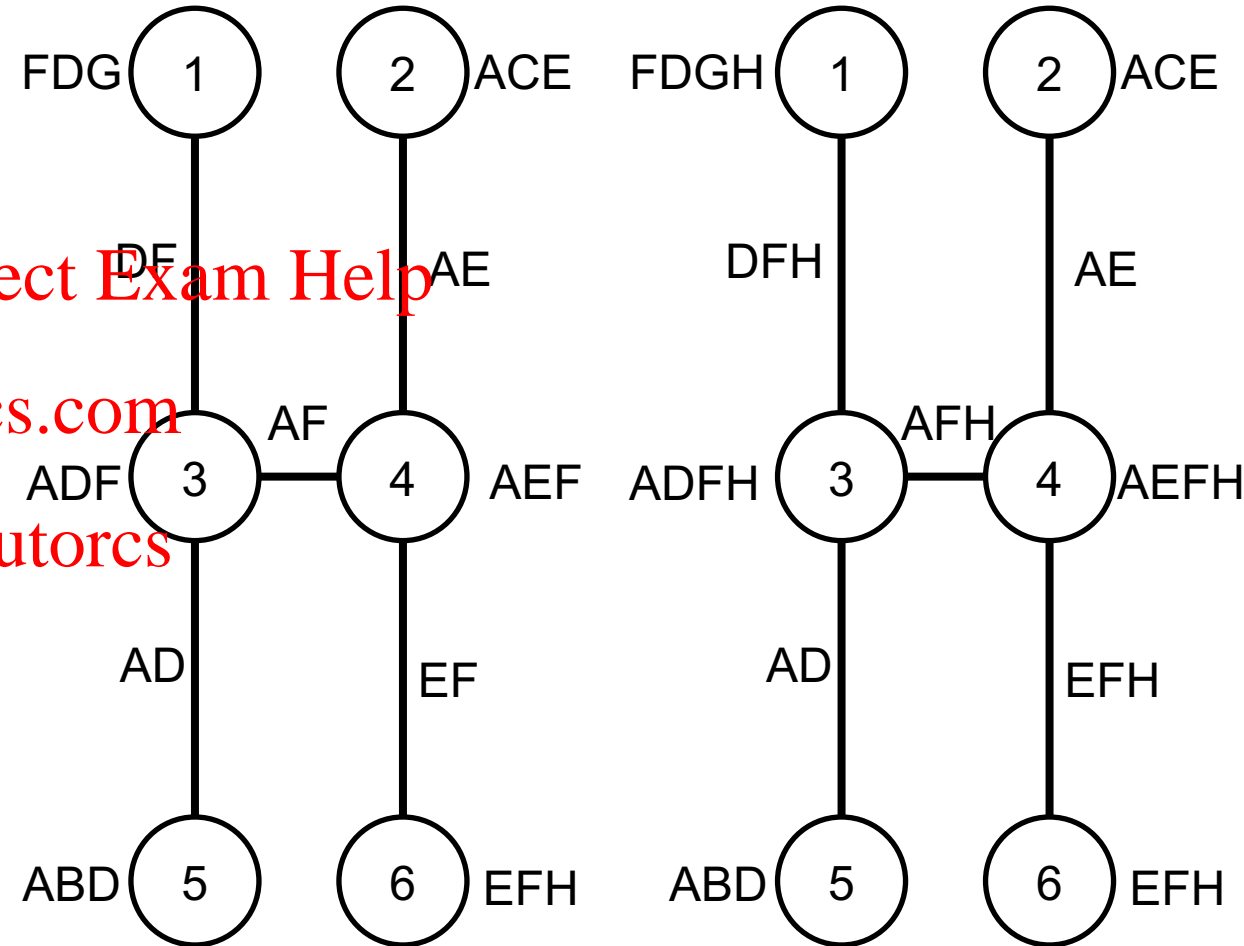 FDG 1 2 ACE FDGH 1 2 ACE
DF AE DFH AE
ect Exam Help
cs.com
AF AFH
ADF 3 4 AEF ADFH 3 4 AEFH
utorcs
AD EF AD EFH
ABD 5 6 EFH ABD 5 6 EFH